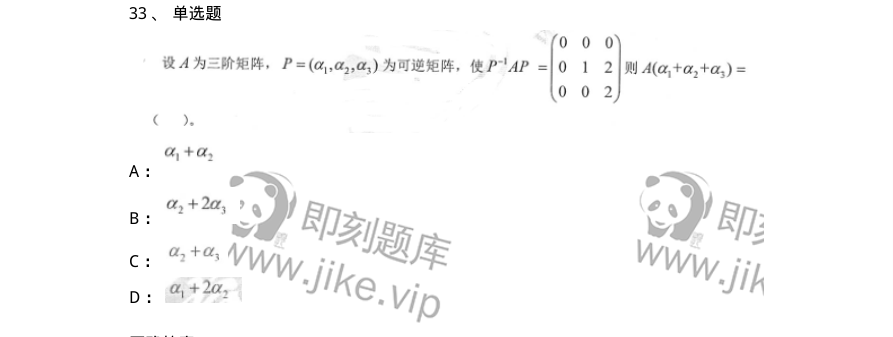 33 、 单选题
设 A 为三阶矩阵, P = (α₁,α₂,α₃) 为可逆矩阵, 使 P⁻¹AP = (0 0 0; 0 1 2; 0 0 2) 则 A(α₁+α₂+α₃) =
( )。
A： α₁ + α₂
B： α₂ + 2α₃
C： α₂ + α₃
D： α₁ + 2α₂
即刻题库
www.jike.vip
即刻
www.jik